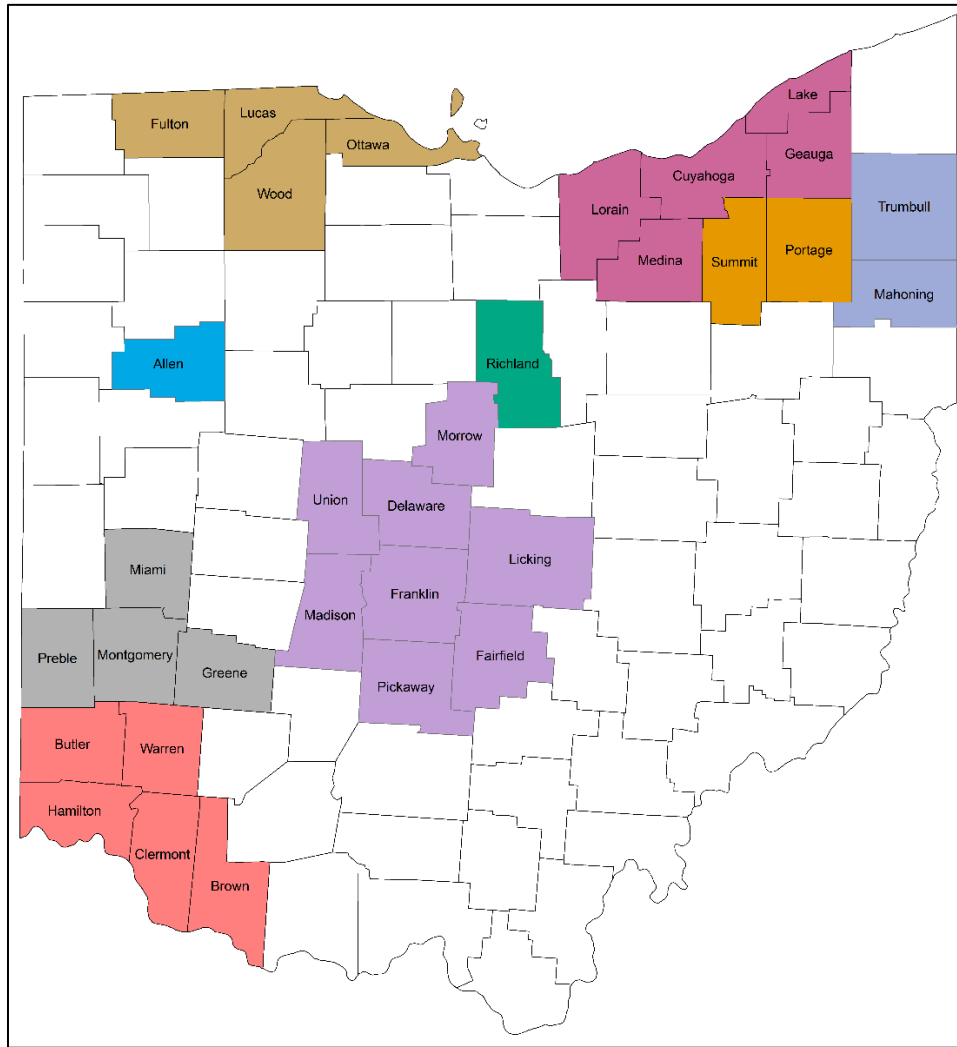 Lake
Fulton
Lucas
Ottawa
Geauga
Cuyahoga
Wood
Trumbull
Lorain
Medina
Summit
Portage
Mahoning
Allen
Richland
Morrow
Union
Delaware
Licking
Miami
Franklin
Madison
Preble
Montgomery
Greene
Fairfield
Pickaway
Butler
Warren
Hamilton
Clermont
Brown